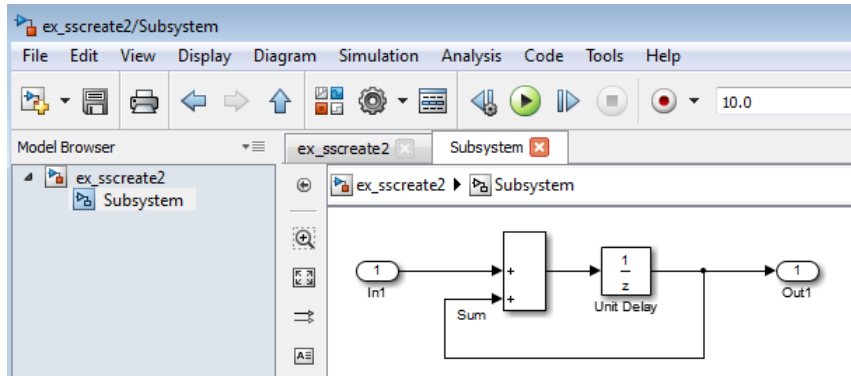 ex_sscreate2/Subsystem
File Edit View Display Diagram Simulation Analysis Code Tools Help
10.0
Model Browser
ex_sscreate2 Subsystem
ex_sscreate2
Subsystem
ex_sscreate2 Subsystem
1
In1
+
+
Sum
1
z
Unit Delay
1
Out1